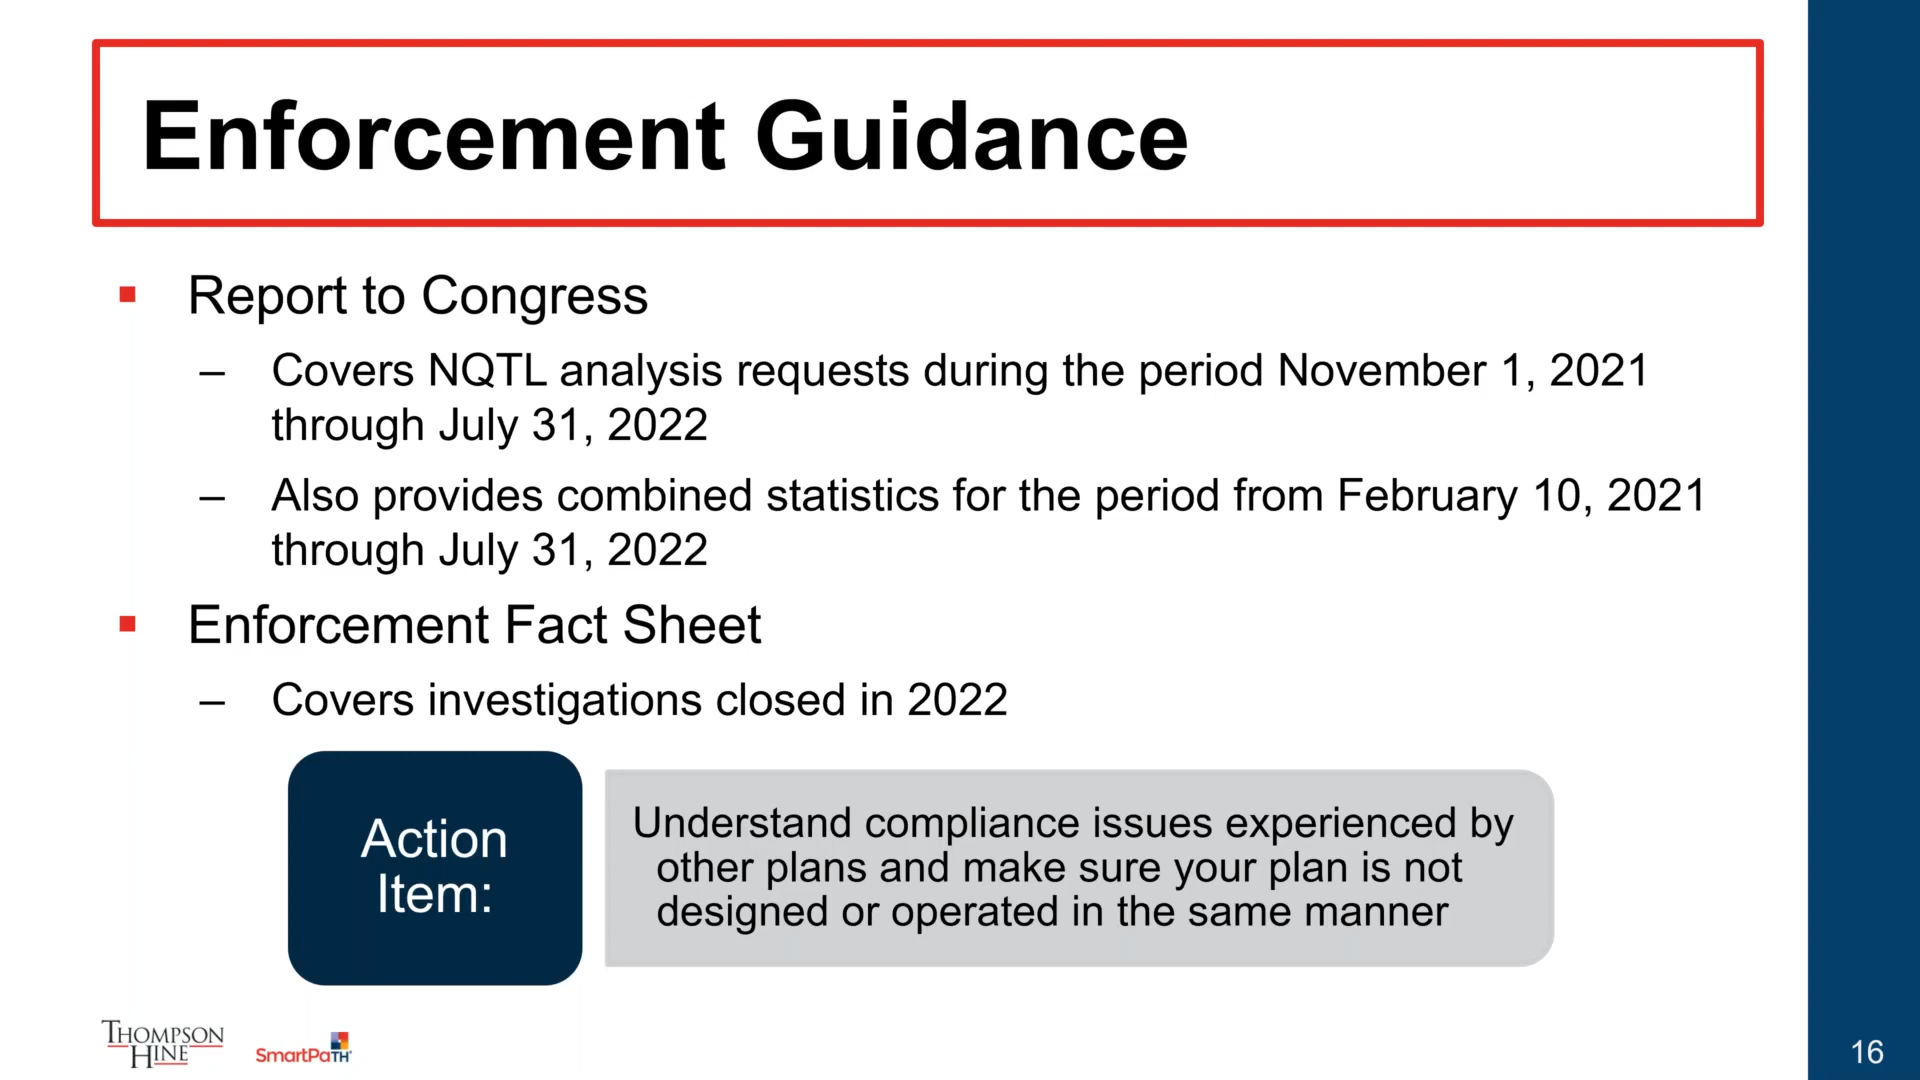 Enforcement Guidance
▪ Report to Congress
– Covers NQTL analysis requests during the period November 1, 2021
through July 31, 2022
– Also provides combined statistics for the period from February 10, 2021
through July 31, 2022
▪ Enforcement Fact Sheet
– Covers investigations closed in 2022
Action
Item:
Understand compliance issues experienced by
other plans and make sure your plan is not
designed or operated in the same manner
THOMPSON
HINE
SmartPaTH
16